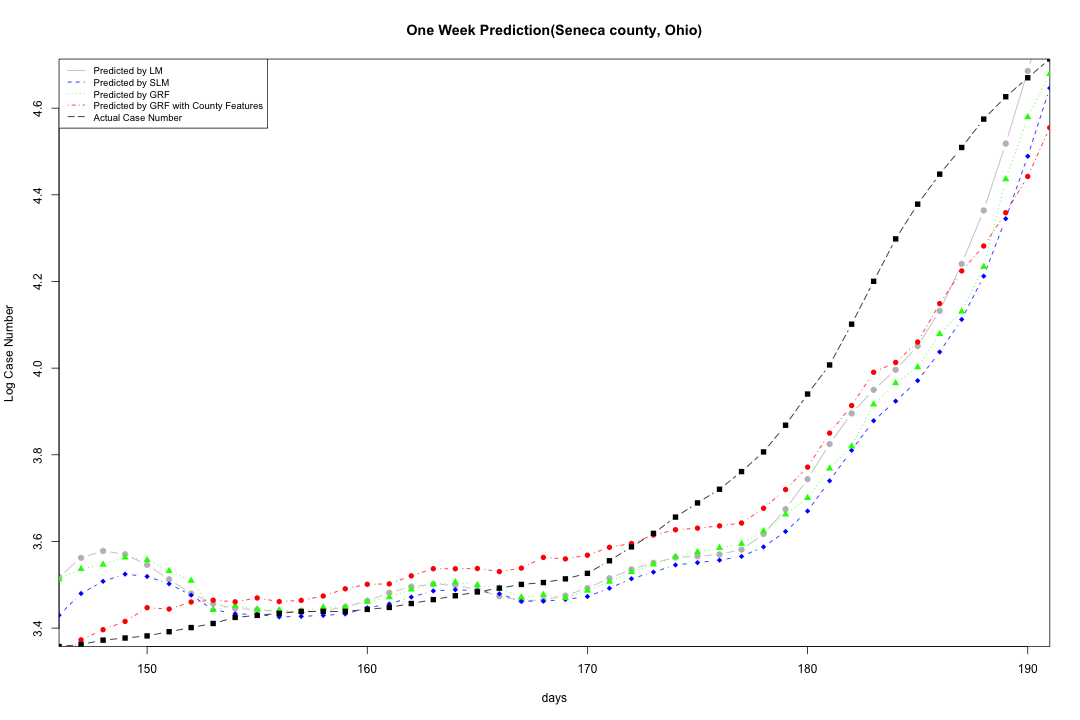 One Week Prediction(Seneca county, Ohio)
Predicted by LM
Predicted by SLM
Predicted by GRF
Predicted by GRF with County Features
Actual Case Number
Log Case Number
4.6
4.4
4.2
4.0
3.8
3.6
3.4
150 160 170 180 190
days